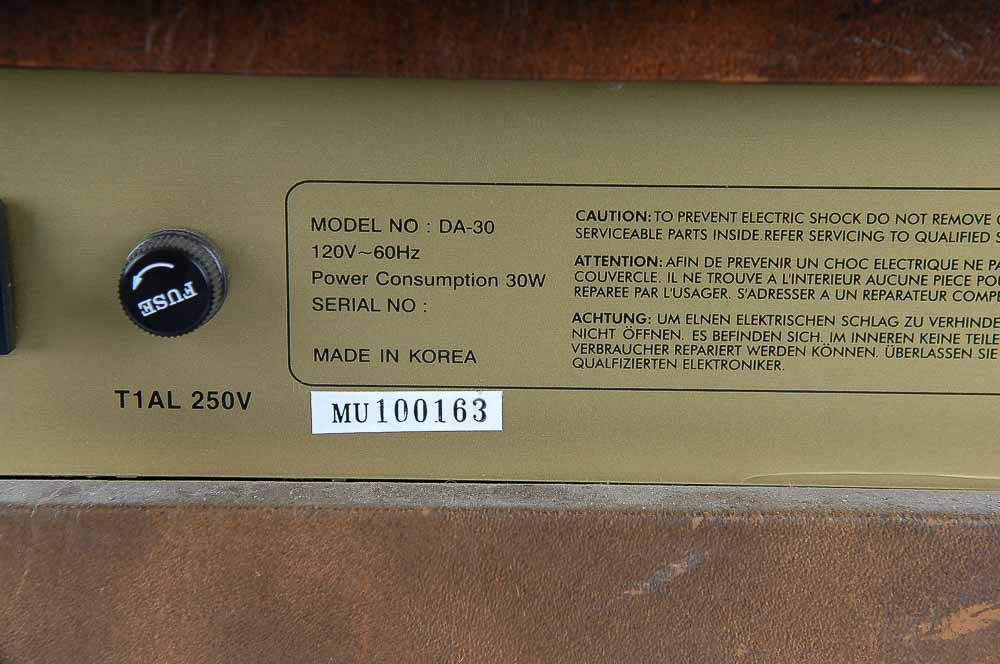 FUSE
T1AL 250V
MODEL NO : DA-30
120V~60Hz
Power Consumption 30W
SERIAL NO :
MADE IN KOREA
MU100163
CAUTION: TO PREVENT ELECTRIC SHOCK DO NOT REMOVE
SERVICEABLE PARTS INSIDE.REFER SERVICING TO QUALIFIED
ATTENTION: AFIN DE PREVENIR UN CHOC ELECTRIQUE NE
COUVERCLE. IL NE TROUVE A L'INTERIEUR AUCUNE PIECE
REPAREE PAR L'USAGER. S'ADRESSER A UN REPARATEUR
ACHTUNG: UM ELNEN ELEKTRISCHEN SCHLAG ZU
NICHT ÖFFNEN. ES BEFINDEN SICH. IM INNEREN KEINE TEILE
VERBRAUCHER REPARIERT WERDEN KÖNNEN. ÜBERLASSEN SIE
QUALFIZIERTEN ELEKTRONIKER.